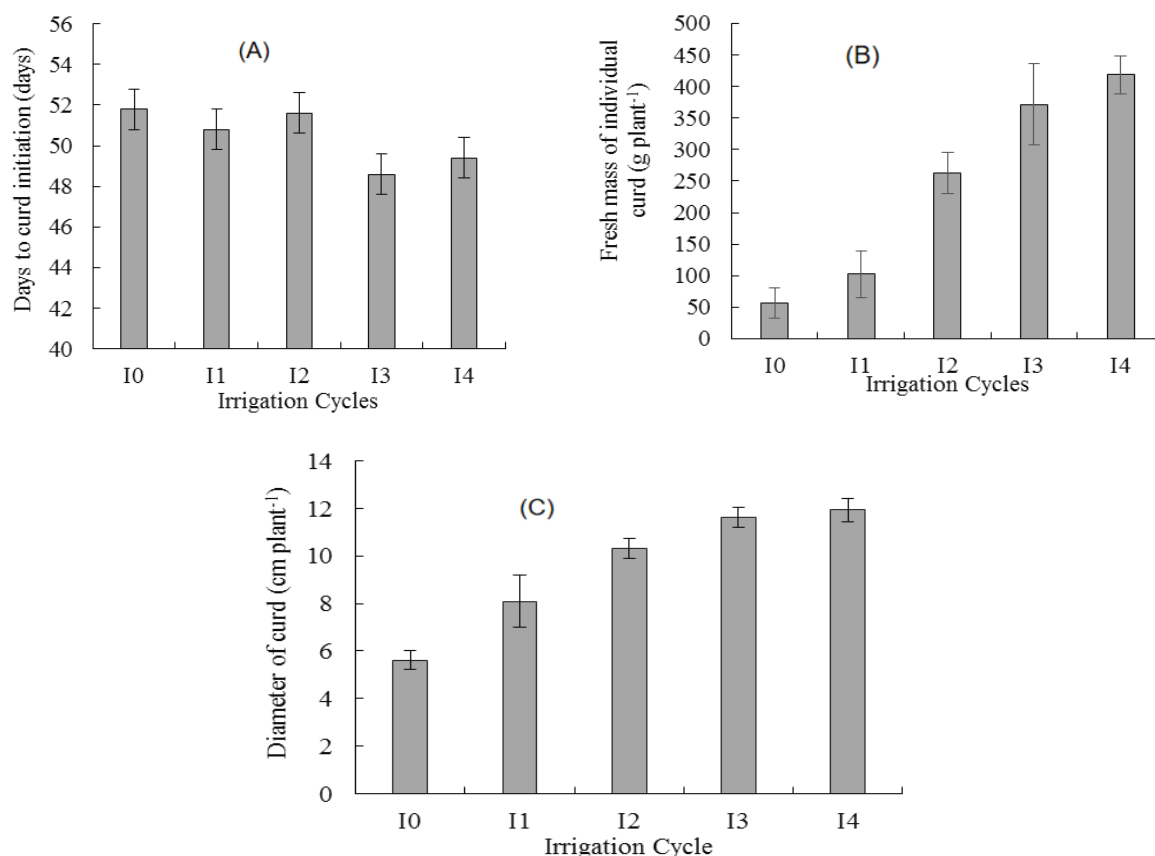 (A)
Days to curd initiation (days)
56
54
52
50
48
46
44
42
40
I0 I1 I2 I3 I4
Irrigation Cycles
(B)
Fresh mass of individual
curd (g plant-1)
500
450
400
350
300
250
200
150
100
50
0
I0 I1 I2 I3 I4
Irrigation Cycles
(C)
Diameter of curd (cm plant-1)
14
12
10
8
6
4
2
0
I0 I1 I2 I3 I4
Irrigation Cycle